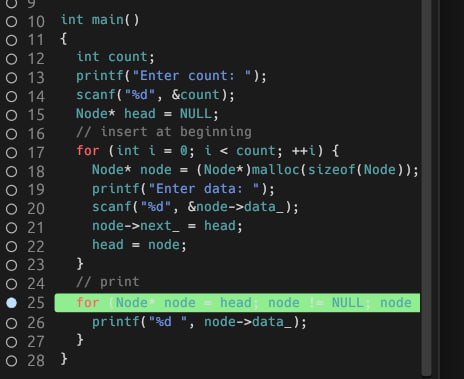 9
10 int main()
11 {
12 int count;
13 printf("Enter count: ");
14 scanf("%d", &count);
15 Node* head = NULL;
16 // insert at beginning
17 for (int i = 0; i < count; ++i) {
18 Node* node = (Node*)malloc(sizeof(Node));
19 printf("Enter data: ");
20 scanf("%d", &node->data_);
21 node->next_ = head;
22 head = node;
23 }
24 // print
25 for (Node* node = head; node != NULL; node
26 printf("%d ", node->data_);
27 }
28 }